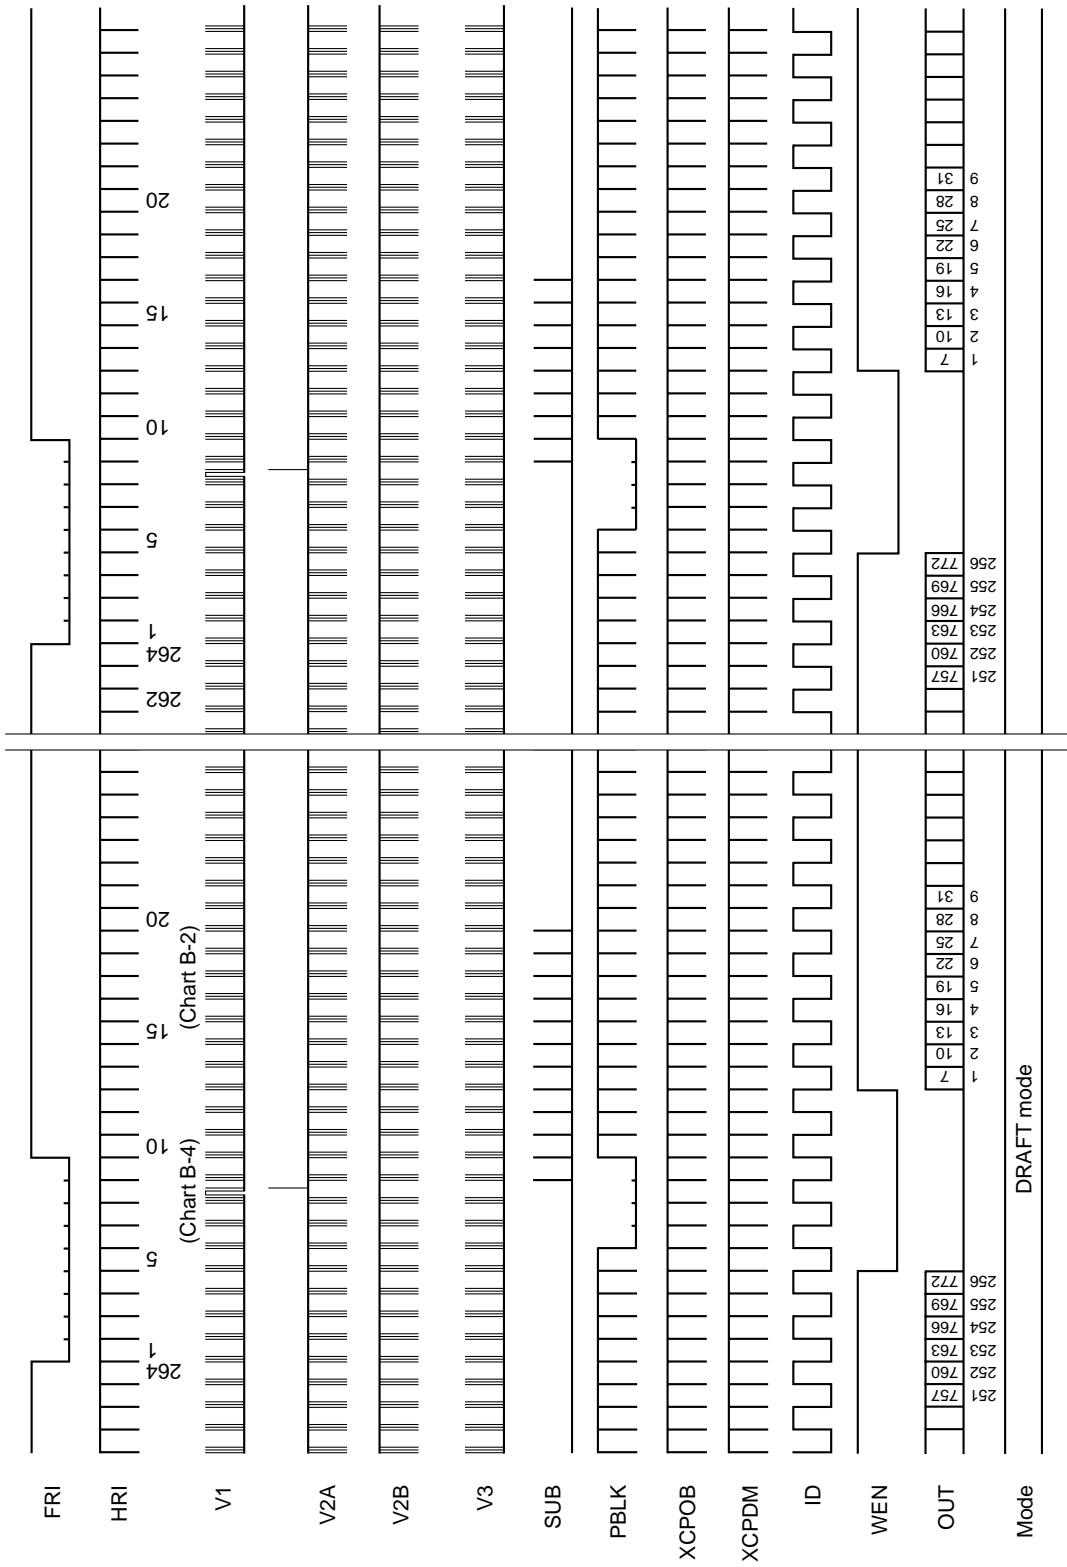 FRI
HRI
264 1 5 10 15 20
262 264 1 5 10 15 20
V1
(Chart B-4) (Chart B-2)
V2A
V2B
V3
SUB
PBLK
XCPOB
XCPDM
ID
WEN
OUT
757 760 763 766 769 772 7 10 13 16 19 22 25 28 31
757 760 763 766 769 772 7 10 13 16 19 22 25 28 31
251 252 253 254 255 256 1 2 3 4 5 6 7 8 9
251 252 253 254 255 256 1 2 3 4 5 6 7 8 9
Mode
DRAFT mode